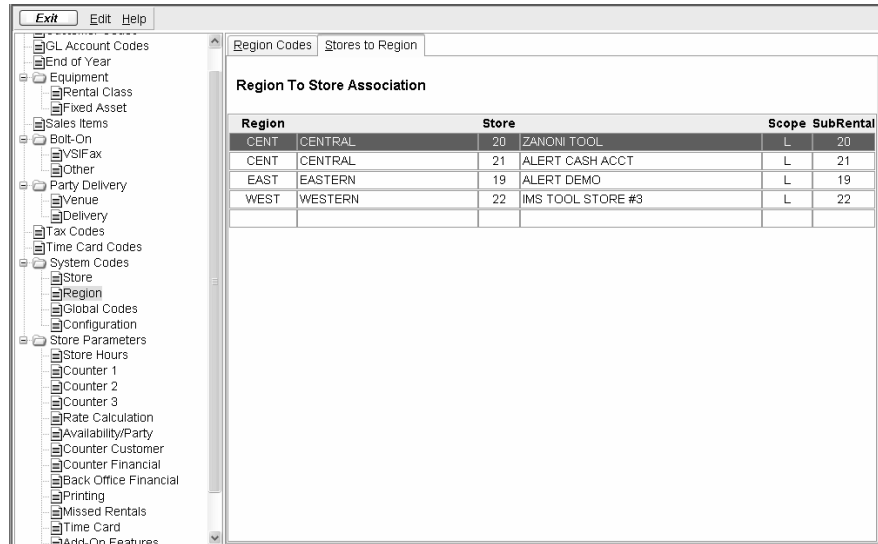 Exit Edit Help
Customer Codes
GL Account Codes
End of Year
Equipment
Rental Class
Fixed Asset
Sales Items
Bolt-On
VSIFax
Other
Party Delivery
Venue
Delivery
Tax Codes
Time Card Codes
System Codes
Store
Region
Global Codes
Configuration
Store Parameters
Store Hours
Counter 1
Counter 2
Counter 3
Rate Calculation
Availability/Party
Counter Customer
Counter Financial
Back Office Financial
Printing
Missed Rentals
Time Card
Add-On Features
Region Codes Stores to Region
Region To Store Association
Region Store Scope SubRental
CENT CENTRAL 20 ZANONI TOOL L 20
CENT CENTRAL 21 ALERT CASH ACCT L 21
EAST EASTERN 19 ALERT DEMO L 19
WEST WESTERN 22 IMS TOOL STORE #3 L 22